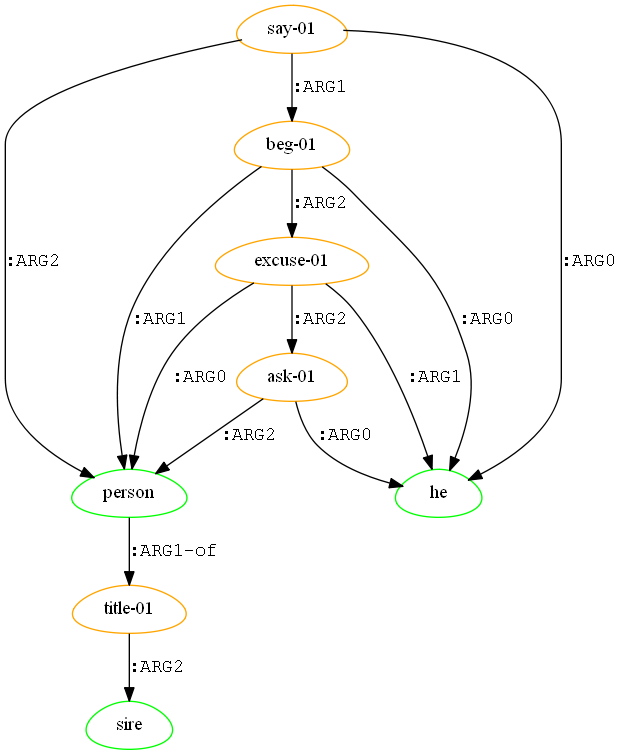 say-01
:ARG1
beg-01
:ARG2
excuse-01
:ARG2 :ARG0
:ARG1 :ARG0
:ARG0 :ARG2 :ARG1
ask-01
:ARG2 :ARG0
person he
:ARG1-of
title-01
:ARG2
sire